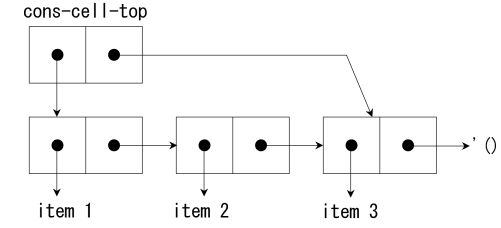 cons-cell-top
'()
item 1 item 2 item 3